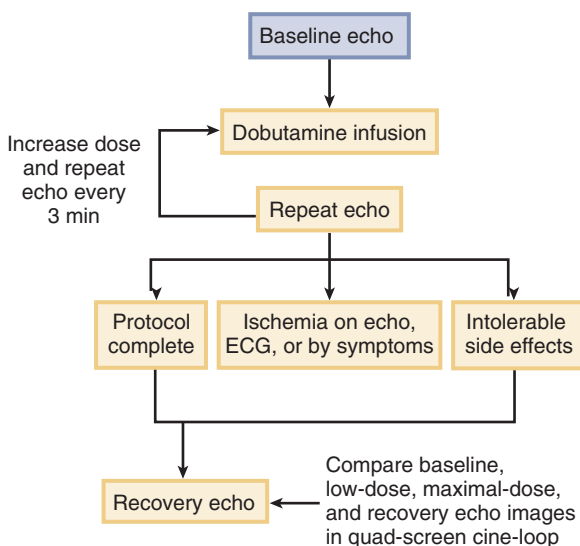 Baseline echo
Dobutamine infusion
Increase dose
and repeat
echo every
3 min
Repeat echo
Protocol
complete
Ischemia on echo,
ECG, or by symptoms
Intolerable
side effects
Recovery echo
Compare baseline,
low-dose, maximal-dose,
and recovery echo images
in quad-screen cine-loop